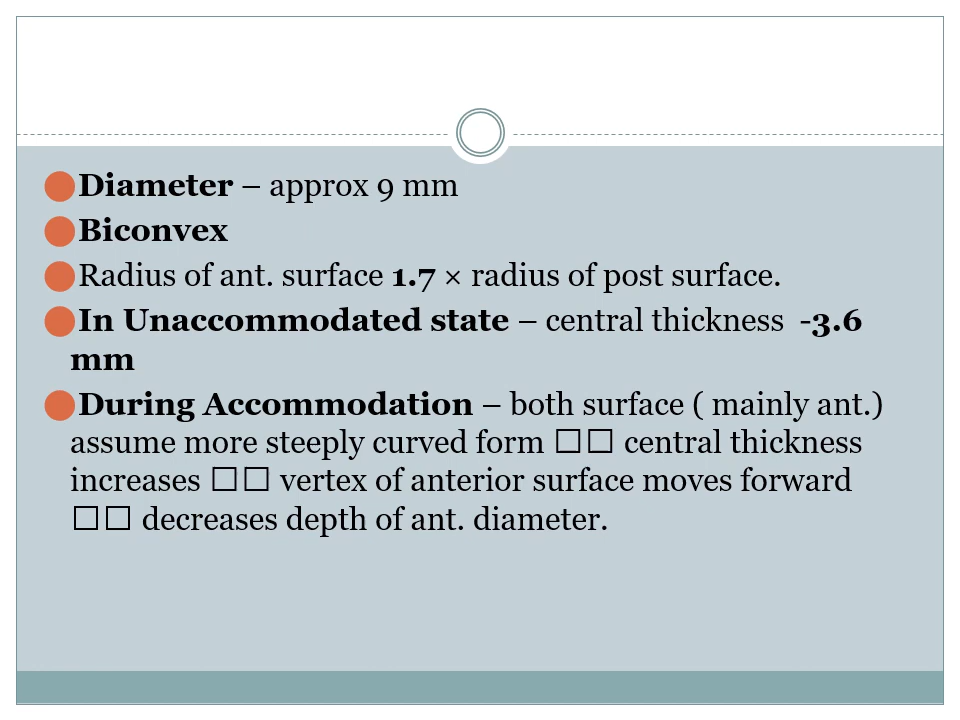 Diameter – approx 9 mm
Biconvex
Radius of ant. surface 1.7 × radius of post surface.
In Unaccommodated state – central thickness  -3.6
mm
During Accommodation – both surface ( mainly ant.)
assume more steeply curved form □□ central thickness
increases □□ vertex of anterior surface moves forward
□□ decreases depth of ant. diameter.